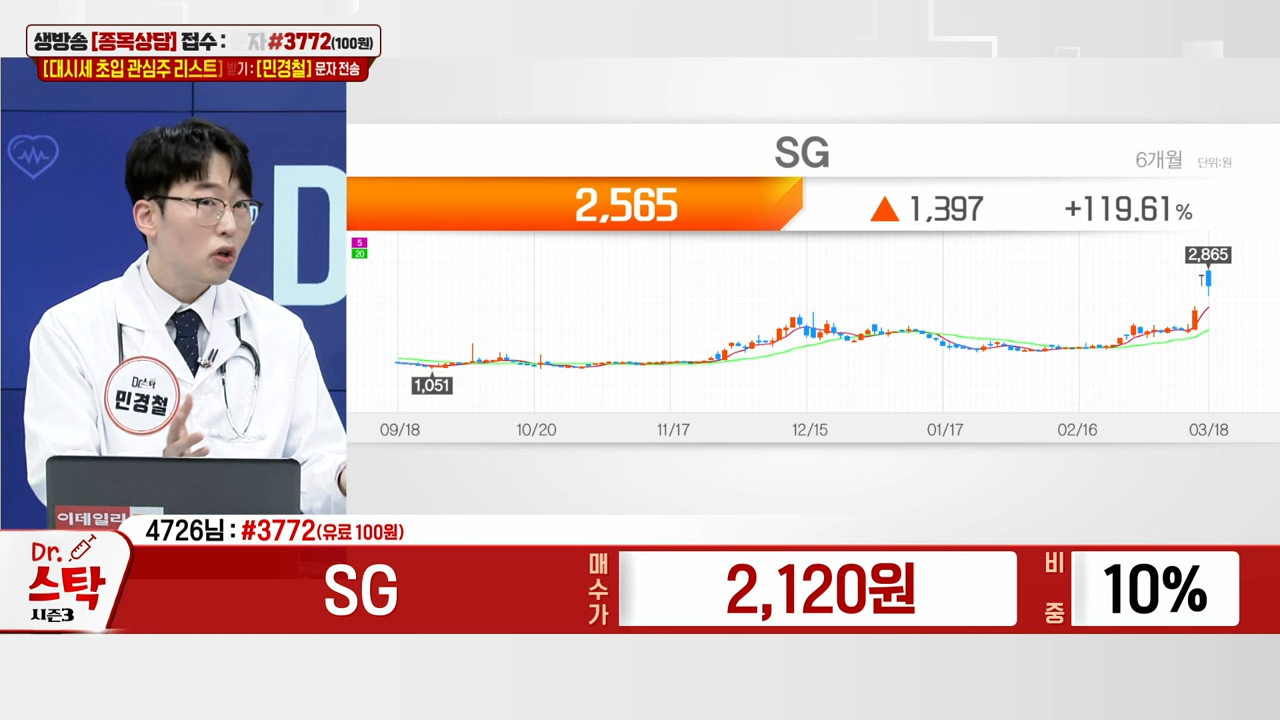 생방송 [종목상담] 접수 : 자 #3772(100원)
[대시세 초입 관심주 리스트] 받기 : [민경철] 문자 전송
SG
6개월 단위:원
2,565 ▲ 1,397 +119.61%
5
20
2,865
1,051
09/18 10/20 11/17 12/15 01/17 02/16 03/18
D
Dr.스탁
민경철
이데일리
4726님 : #3772(유료 100원)
Dr.
스탁
시즌3
SG
매수가
2,120원
비중
10%